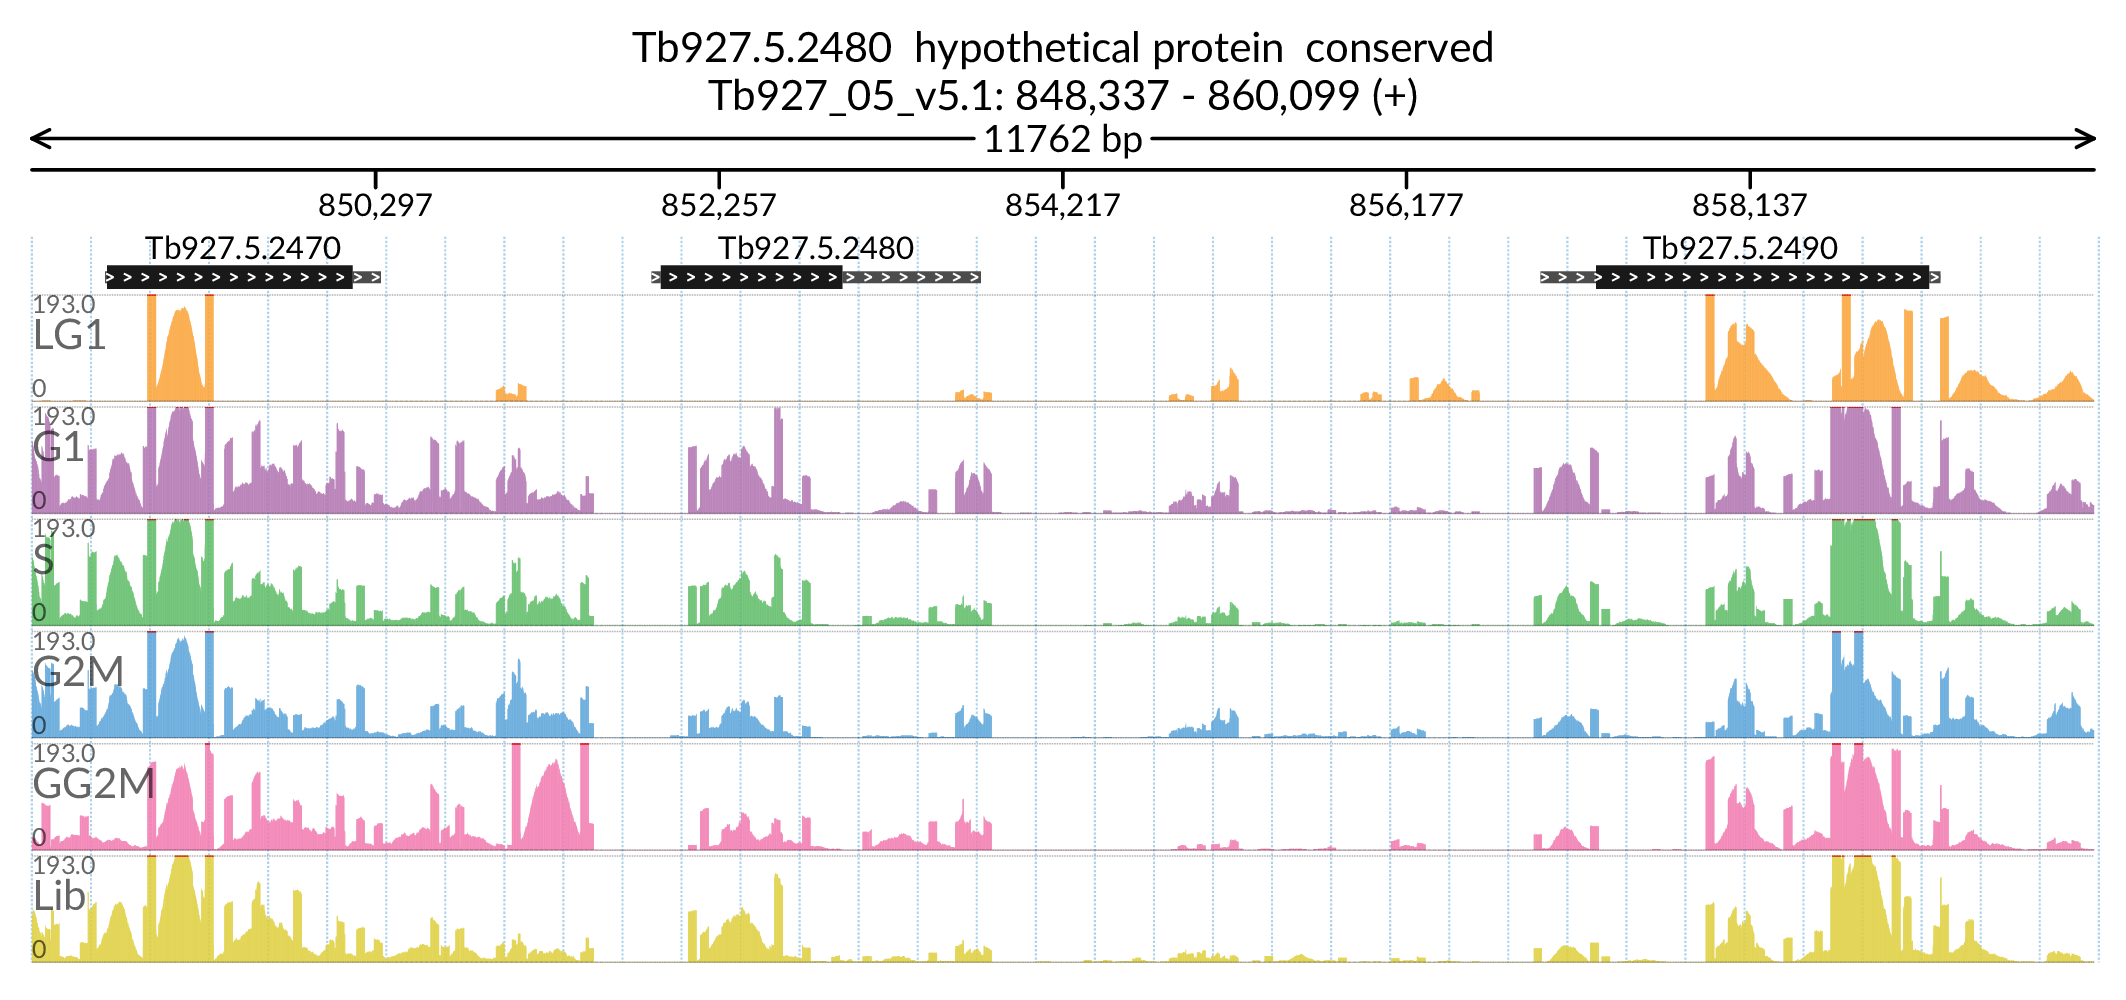 Tb927.5.2480  hypothetical protein  conserved
Tb927_05_v5.1: 848,337 - 860,099 (+)
11762 bp
850,297 852,257 854,217 856,177 858,137
Tb927.5.2470 Tb927.5.2480 Tb927.5.2490
193.0
LG1
0
193.0
G1
0
193.0
S
0
193.0
G2M
0
193.0
GG2M
0
193.0
Lib
0